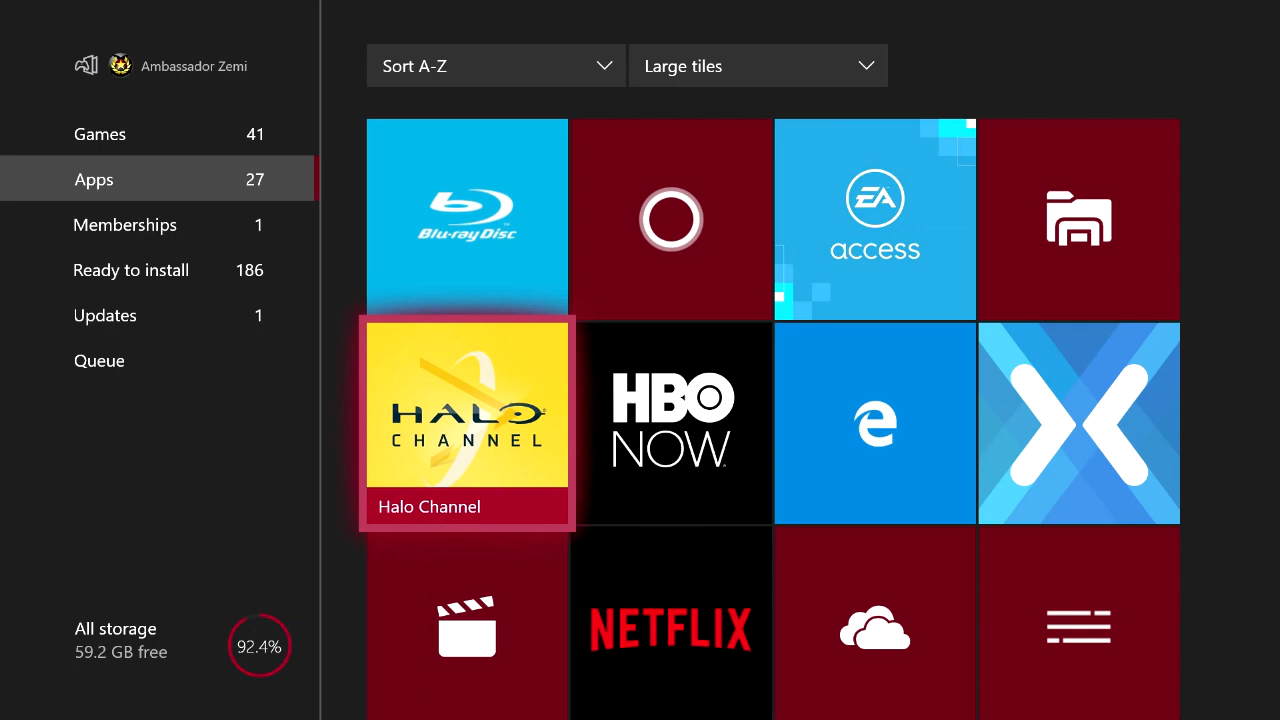 Ambassador Zemi
Games 41
Apps 27
Memberships 1
Ready to install 186
Updates 1
Queue
All storage
59.2 GB free
92.4%
Sort A-Z
Large tiles
Blu-ray Disc
EA
access
HALO
CHANNEL
Halo Channel
HBO
NOW
NETFLIX